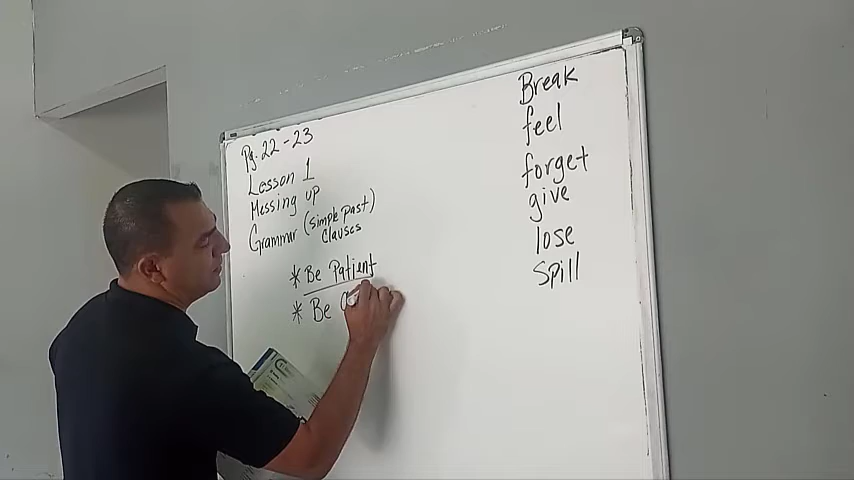 Pg. 22-23
Lesson 1
Messing up
Grammar (simple past)
clauses
* Be Patient
* Be
Break
feel
forget
give
lose
Spill